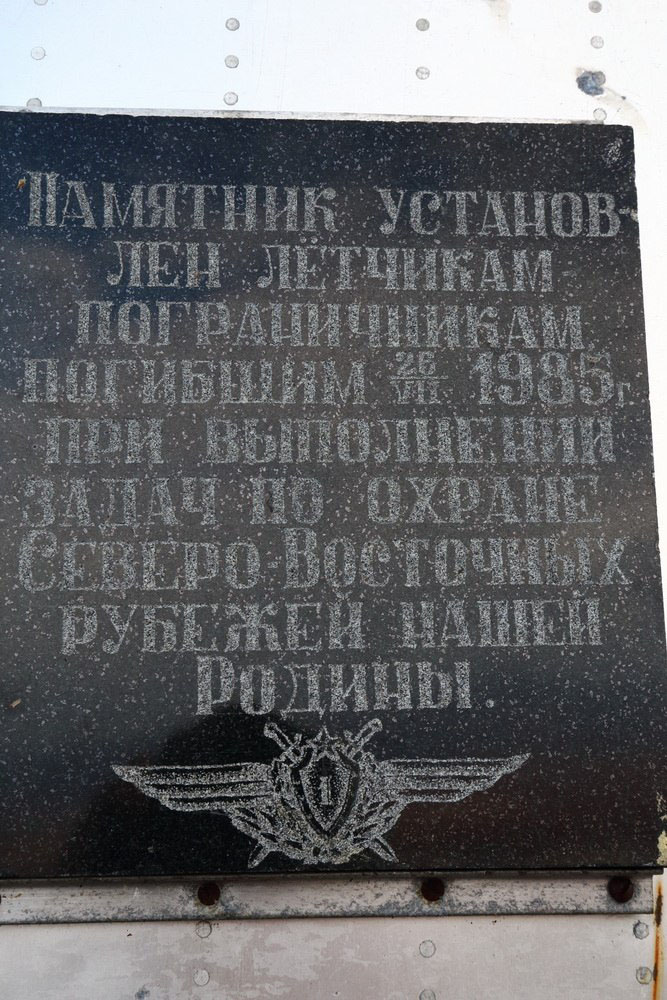 Памятник установ-
лен лётчикам
пограничникам
погибшим 26/VII 1985г.
при выполнении
задач по охране
Северо-Восточных
рубежей нашей
Родины.
1